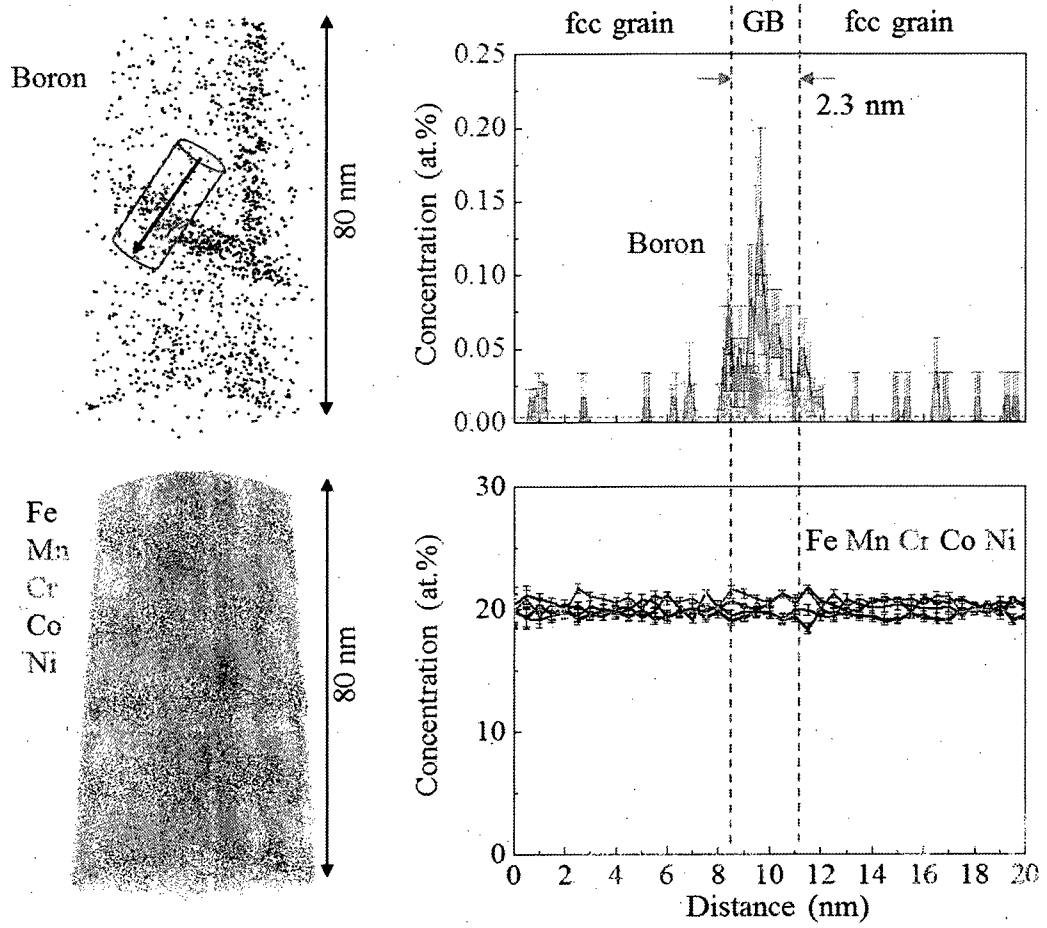 fcc grain GB fcc grain
Boron
80 nm
Concentration (at.%)
0.25
0.20
0.15
0.10
0.05
0.00
2.3 nm
Boron
Fe
Mn
Cr
Co
Ni
80 nm
Concentration (at.%)
30
20
10
0
Fe Mn Cr Co Ni
0 2 4 6 8 10 12 14 16 18 20
Distance (nm)